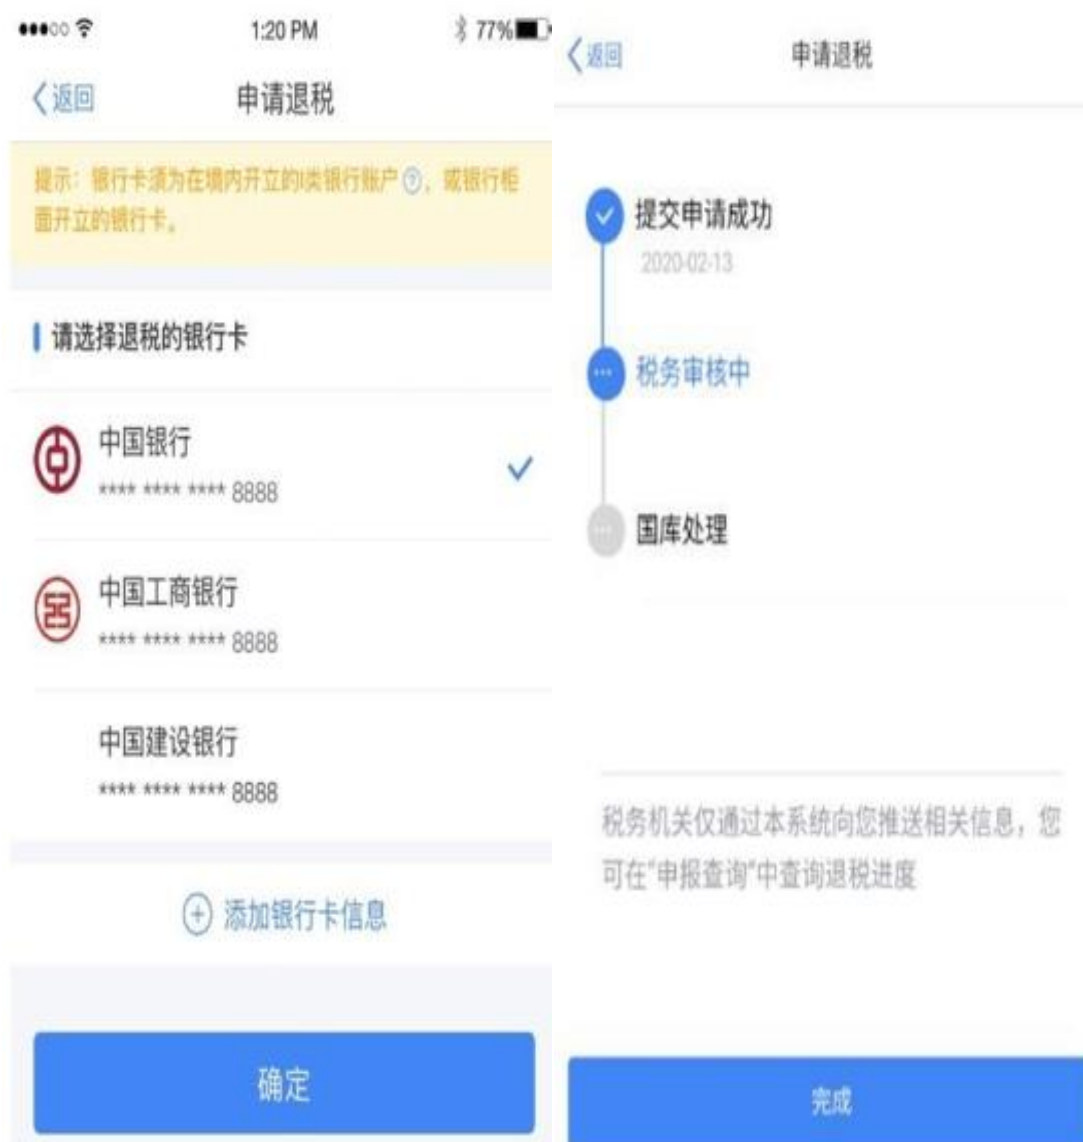 1:20 PM
77%
返回
申请退税
提示：银行卡须为在境内开立的I类银行账户?，或银行柜
面开立的银行卡。
请选择退税的银行卡
中国银行
**** **** **** 8888
中国工商银行
**** **** **** 8888
中国建设银行
**** **** **** 8888
添加银行卡信息
确定
返回
申请退税
提交申请成功
2020-02-13
税务审核中
国库处理
税务机关仅通过本系统向您推送相关信息，您
可在“申报查询”中查询退税进度
完成